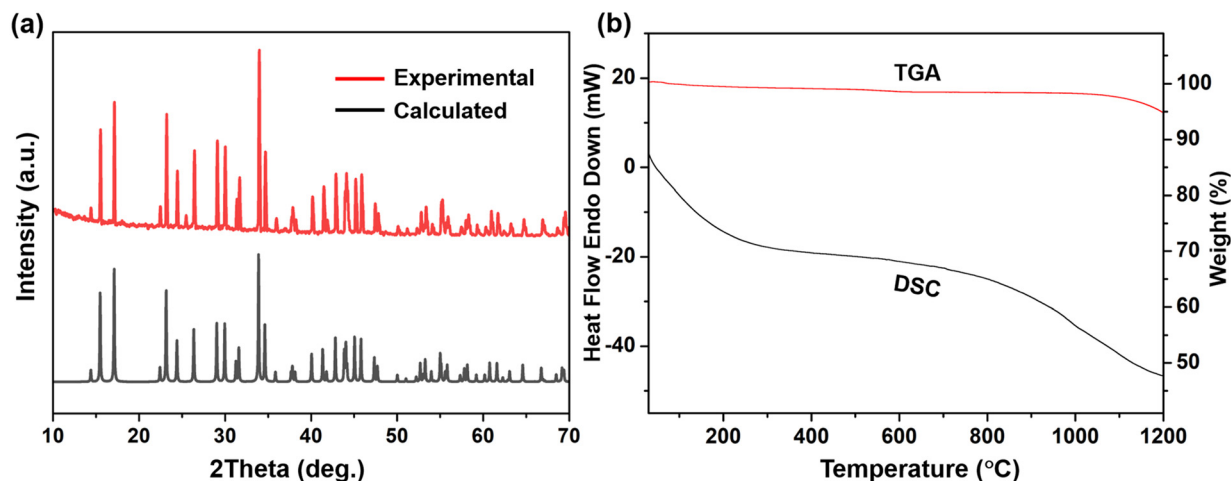 (a)
Experimental
Calculated
Intensity (a.u.)
10 20 30 40 50 60 70
2Theta (deg.)
(b)
TGA
DSC
Heat Flow Endo Down (mW)
20
0
-20
-40
100
90
80
70
60
50
Weight (%)
200 400 600 800 1000 1200
Temperature (°C)